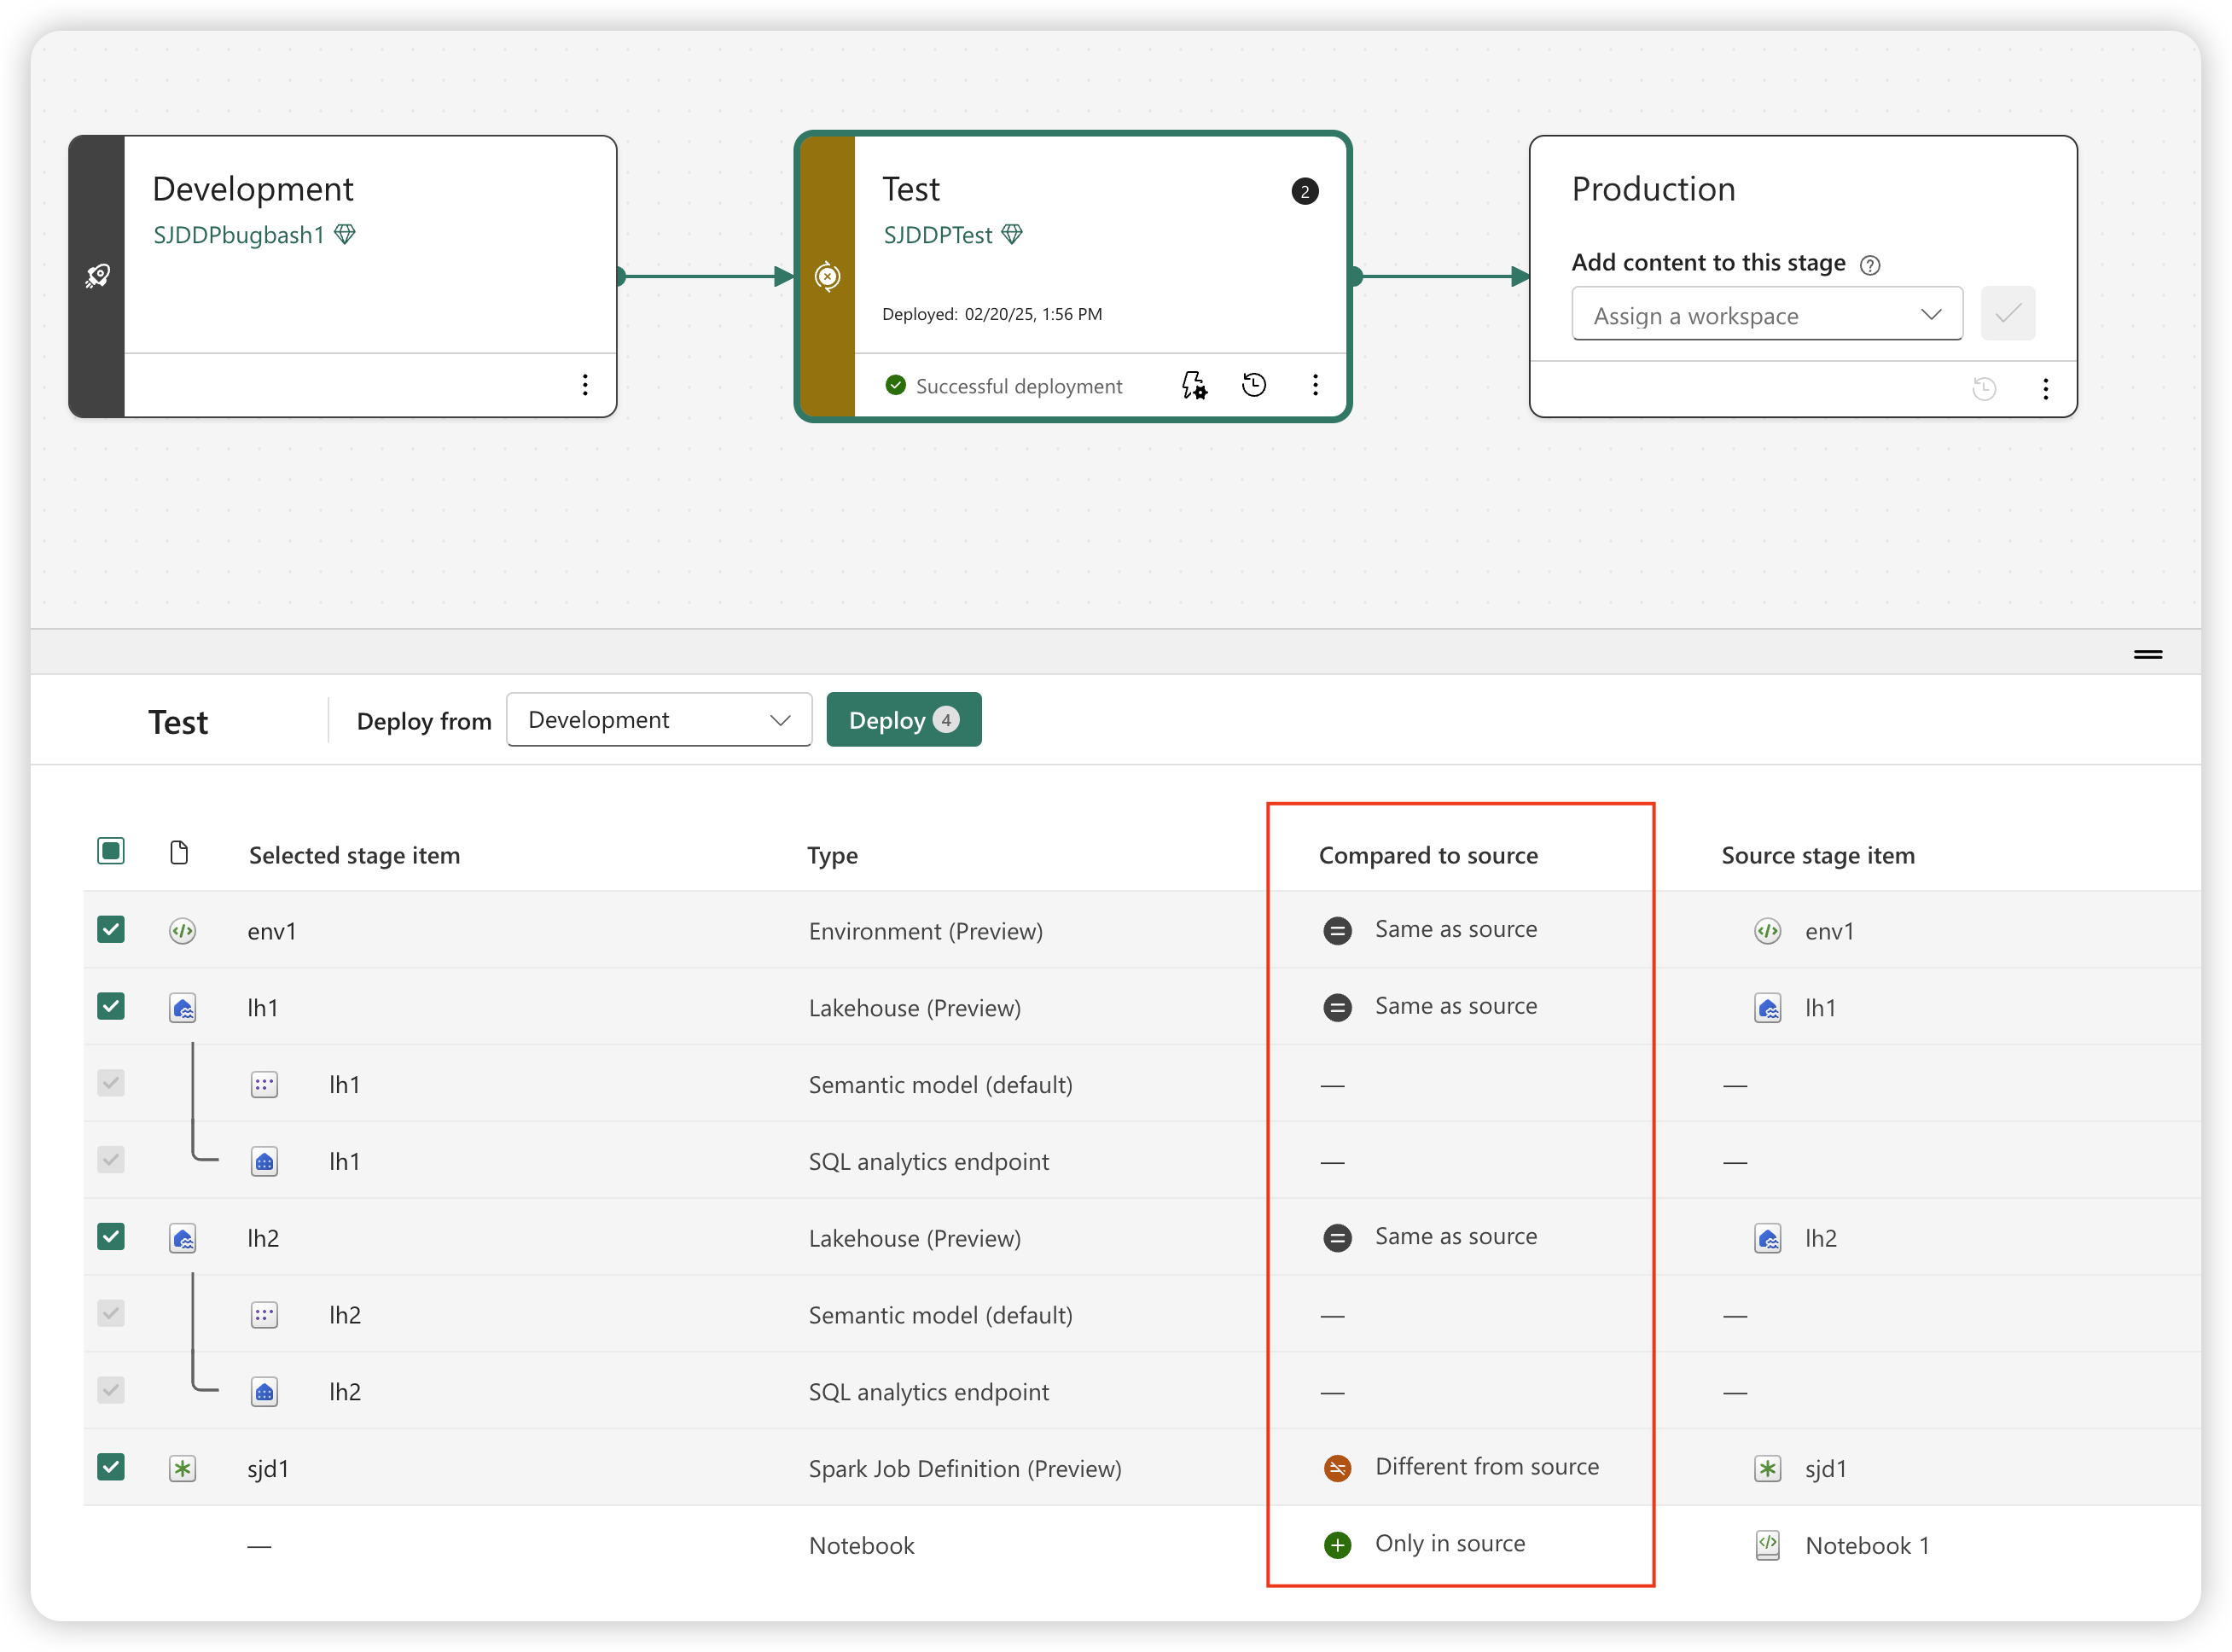 Development
SJDDPbugbash1
Test
2
SJDDPTest
Deployed: 02/20/25, 1:56 PM
Successful deployment
Production
Add content to this stage
Assign a workspace
Test
Deploy from
Development
Deploy 4
Selected stage item Type Compared to source Source stage item
env1 Environment (Preview) Same as source env1
lh1 Lakehouse (Preview) Same as source lh1
lh1 Semantic model (default) — —
lh1 SQL analytics endpoint — —
lh2 Lakehouse (Preview) Same as source lh2
lh2 Semantic model (default) — —
lh2 SQL analytics endpoint — —
sjd1 Spark Job Definition (Preview) Different from source sjd1
— Notebook Only in source Notebook 1